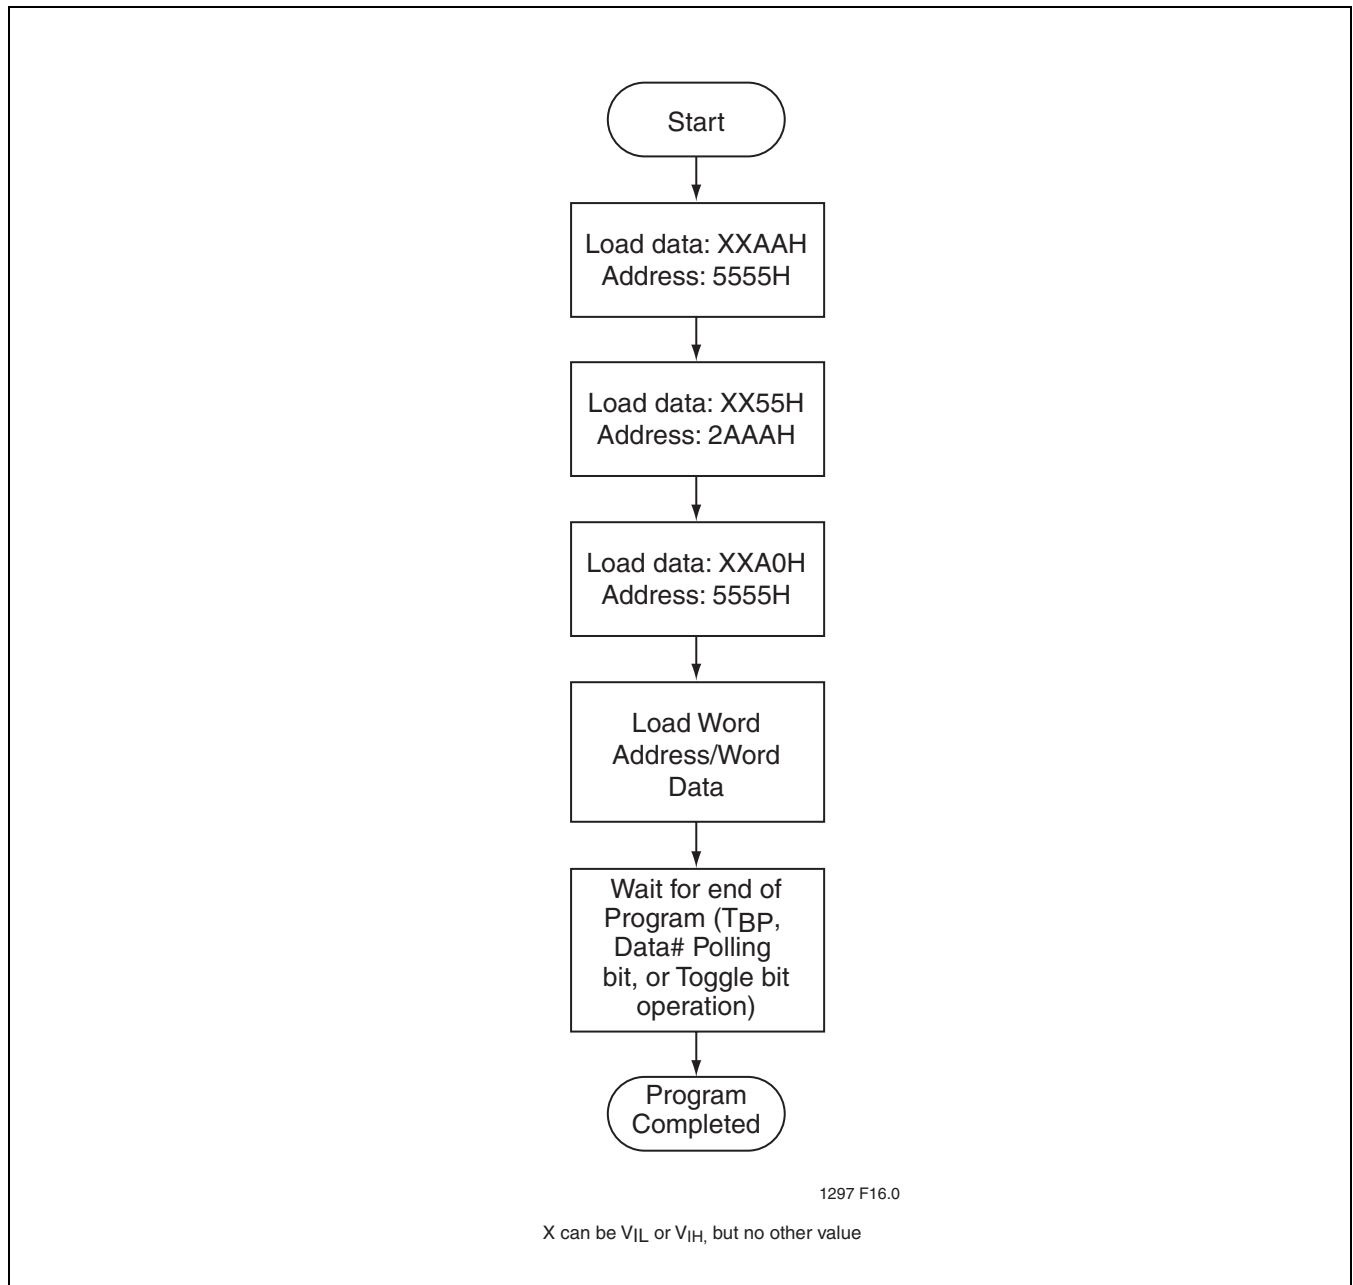 Start
Load data: XXAAH
Address: 5555H
Load data: XX55H
Address: 2AAAH
Load data: XXA0H
Address: 5555H
Load Word
Address/Word
Data
Wait for end of
Program (TBP,
Data# Polling
bit, or Toggle bit
operation)
Program
Completed
1297 F16.0
X can be VIL or VIH, but no other value